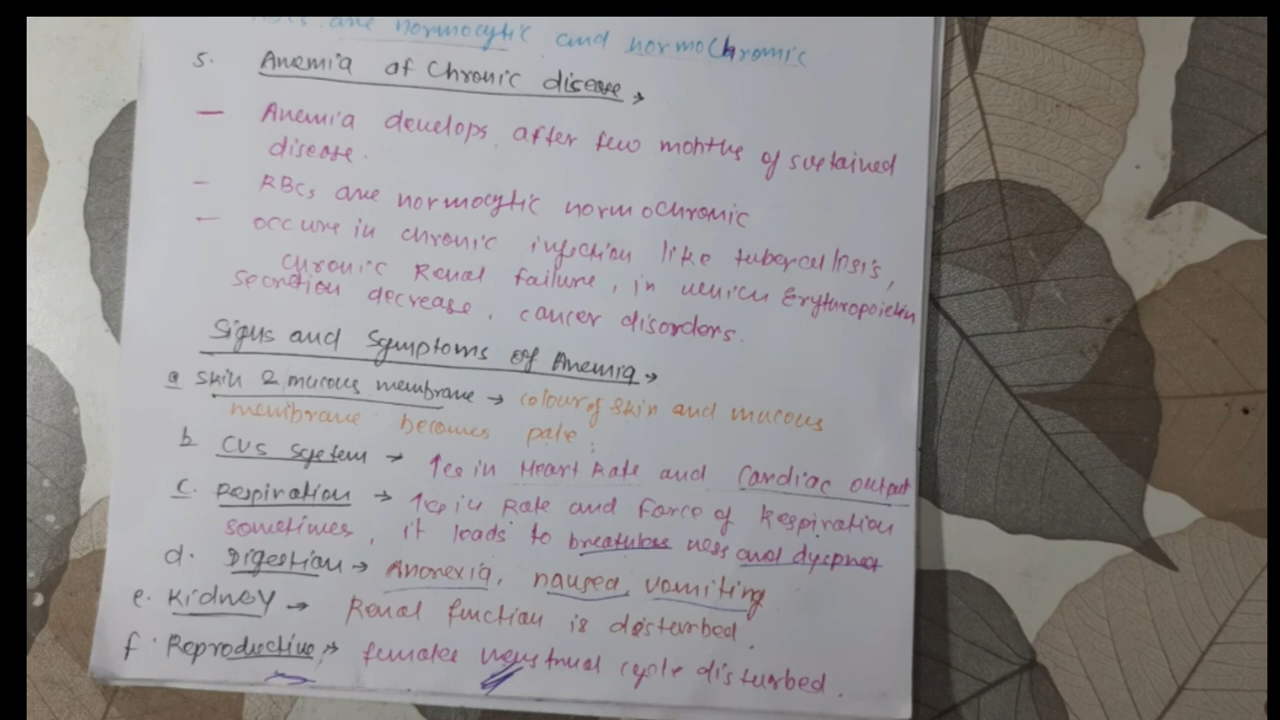 are normocytic and normochromic
5. Anemia of Chronic disease →
— Anemia develops after few months of sustained
disease.
— RBCs are normocytic normochromic
— occure in chronic infection like tuberculosis,
chronic Renal failure, in which Erythropoietin
secretion decrease, cancer disorders.
Signs and Symptoms of Anemia →
a skin & mucous membrane → colour of skin and mucous
membrane becomes pale;
b CVS System → ↑es in Heart Rate and Cardiac output
c. Respiration → ↑es in Rate and Force of Respiration
sometimes, it leads to breathlessness and dyspnea
d. Digestion → Anorexia, nausea, vomiting
e. Kidney → Renal function is desturbed.
f. Reproductive → females menstrual cycle disturbed.